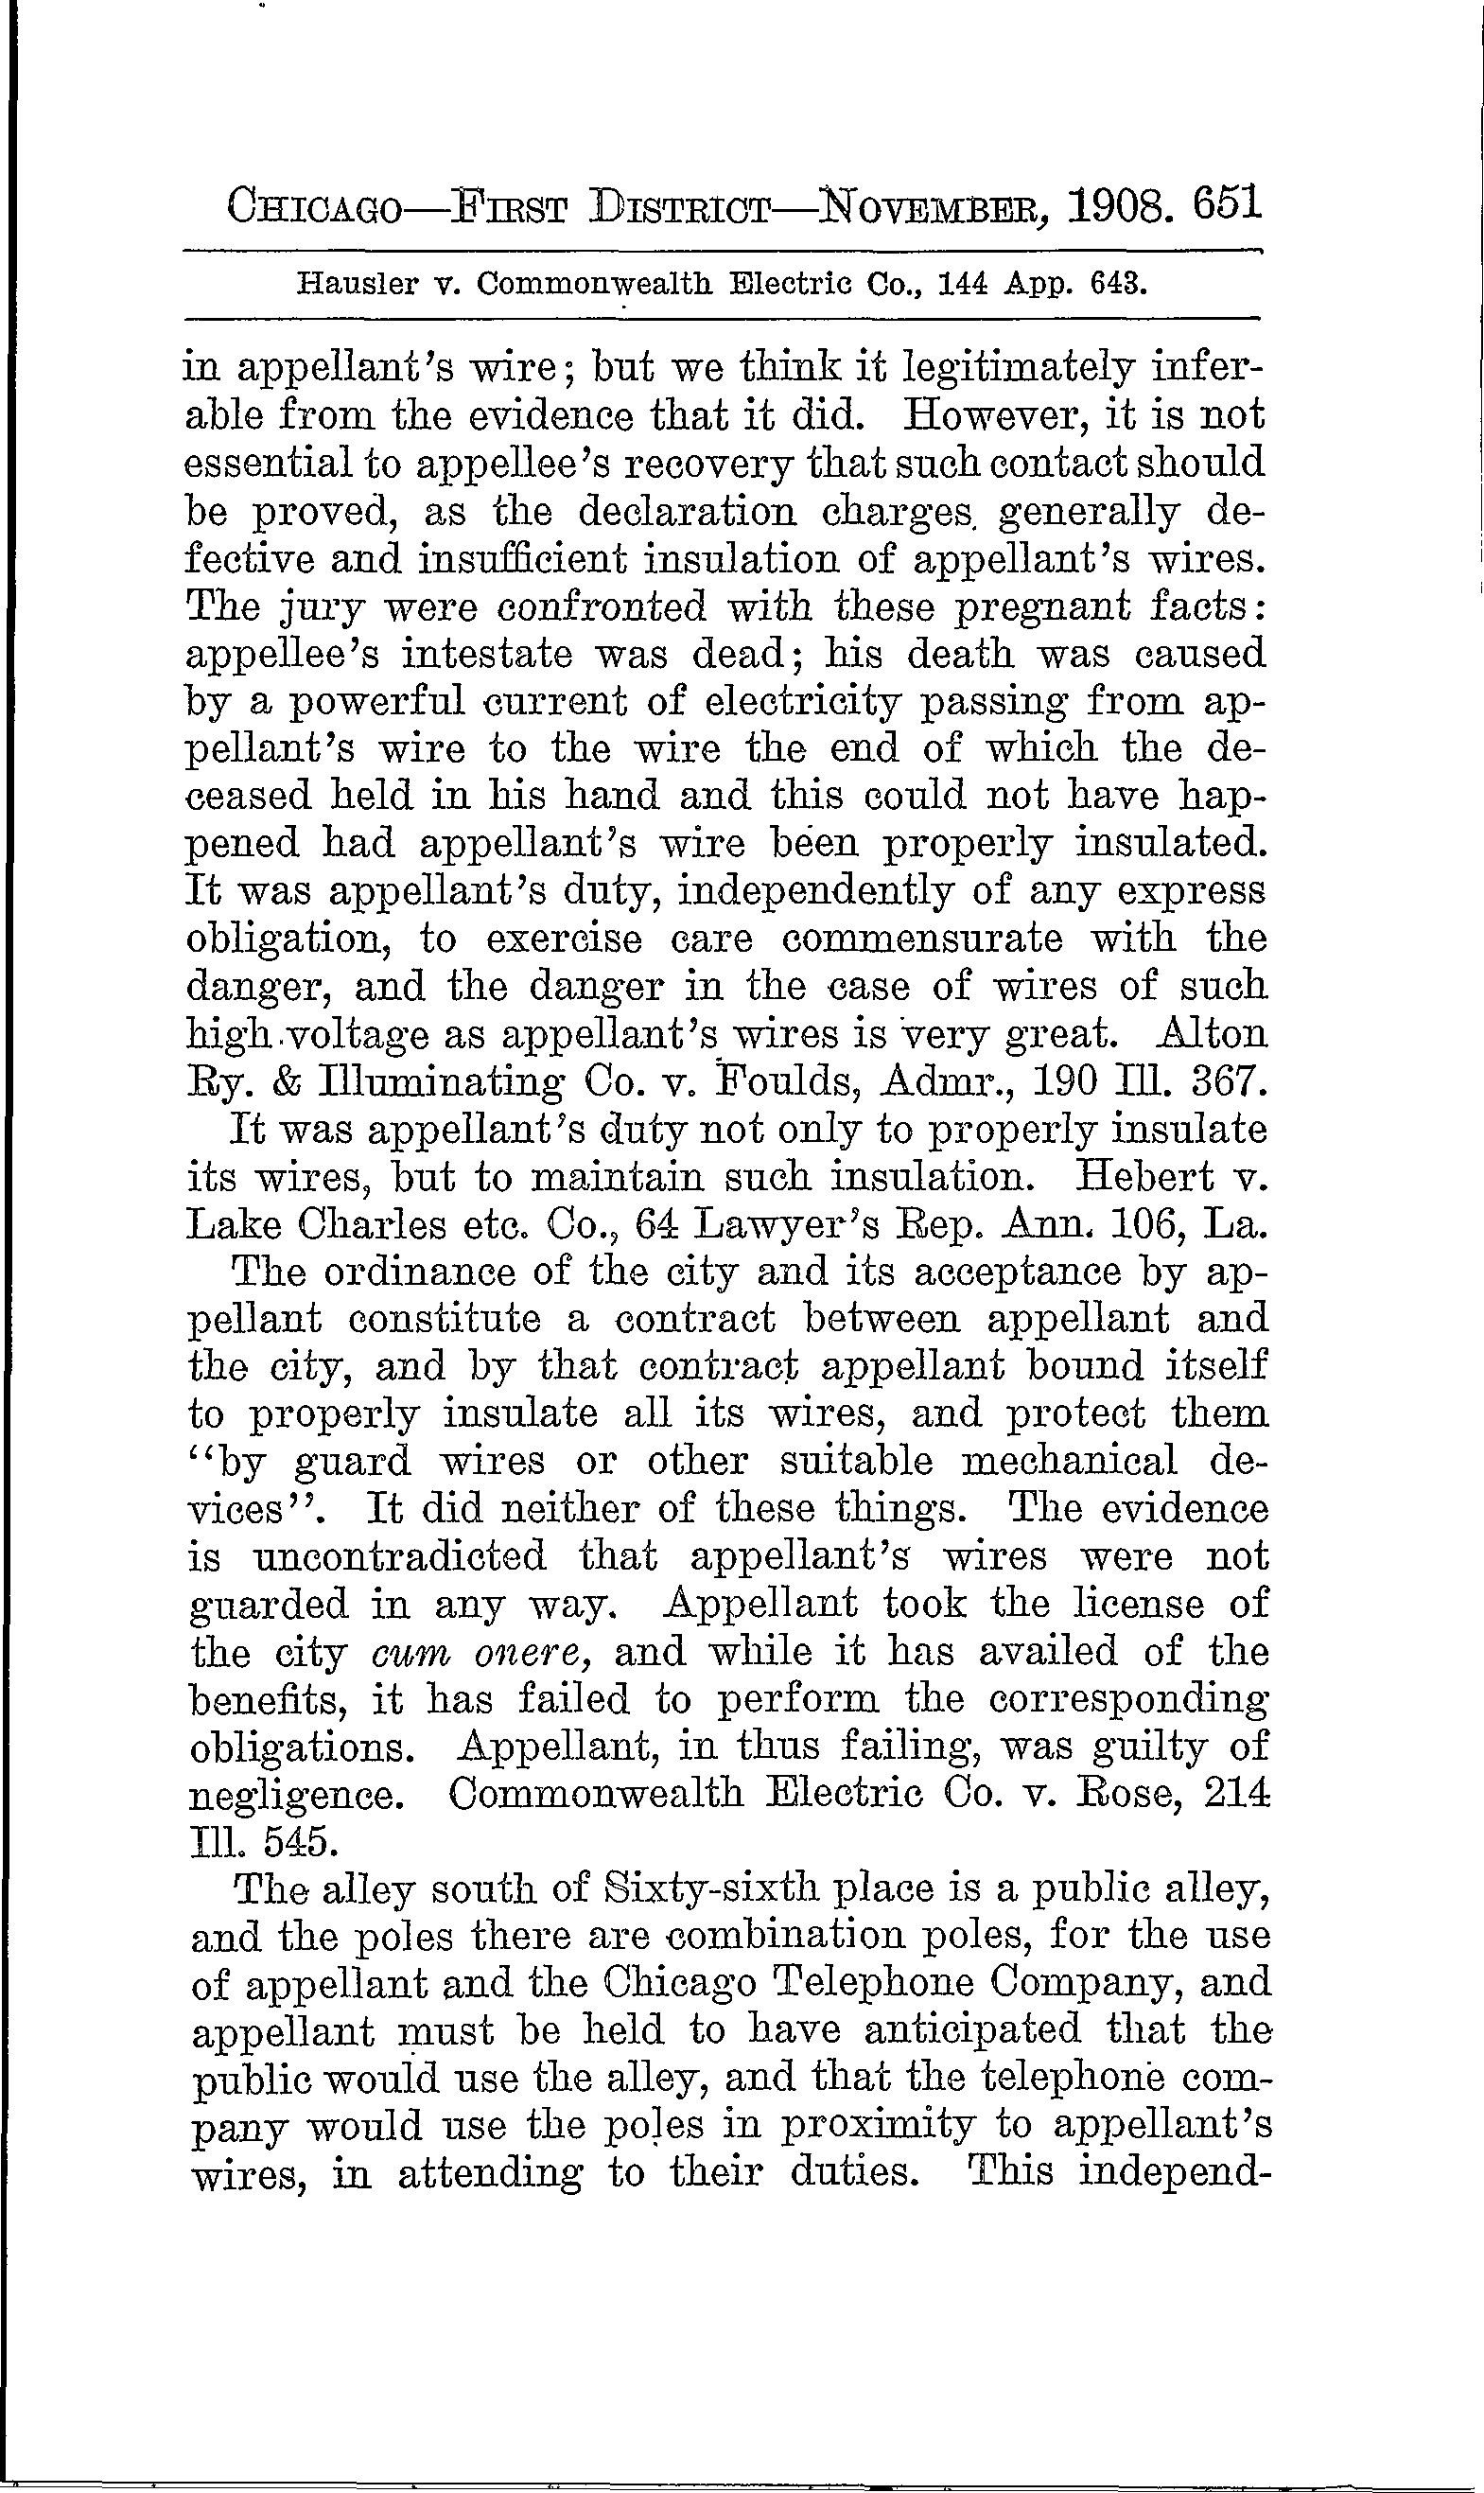 CHICAGO—FIRST DISTRICT—NOVEMBER, 1908. 651
Hausler v. Commonwealth Electric Co., 144 App. 643.
in appellant's wire; but we think it legitimately infer-
able from the evidence that it did. However, it is not
essential to appellee's recovery that such contact should
be proved, as the declaration charges generally de-
fective and insufficient insulation of appellant's wires.
The jury were confronted with these pregnant facts:
appellee's intestate was dead; his death was caused
by a powerful current of electricity passing from ap-
pellant's wire to the wire the end of which the de-
ceased held in his hand and this could not have hap-
pened had appellant's wire been properly insulated.
It was appellant's duty, independently of any express
obligation, to exercise care commensurate with the
danger, and the danger in the case of wires of such
high voltage as appellant's wires is very great. Alton
Ry. & Illuminating Co. v. Foulds, Admr., 190 Ill. 367.
It was appellant's duty not only to properly insulate
its wires, but to maintain such insulation. Hebert v.
Lake Charles etc. Co., 64 Lawyer's Rep. Ann. 106, La.
The ordinance of the city and its acceptance by ap-
pellant constitute a contract between appellant and
the city, and by that contract appellant bound itself
to properly insulate all its wires, and protect them
"by guard wires or other suitable mechanical de-
vices". It did neither of these things. The evidence
is uncontradicted that appellant's wires were not
guarded in any way. Appellant took the license of
the city cum onere, and while it has availed of the
benefits, it has failed to perform the corresponding
obligations. Appellant, in thus failing, was guilty of
negligence. Commonwealth Electric Co. v. Rose, 214
Ill. 545.
The alley south of Sixty-sixth place is a public alley,
and the poles there are combination poles, for the use
of appellant and the Chicago Telephone Company, and
appellant must be held to have anticipated that the
public would use the alley, and that the telephone com-
pany would use the poles in proximity to appellant's
wires, in attending to their duties. This independ-